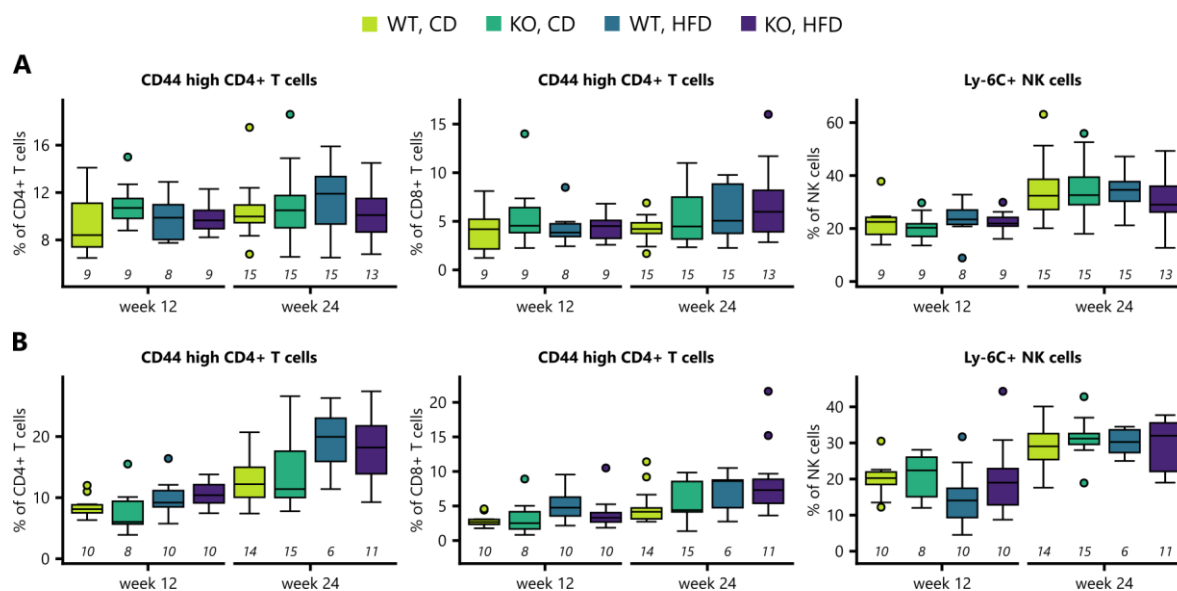 WT, CD KO, CD WT, HFD KO, HFD
A
CD44 high CD4+ T cells
% of CD4+ T cells
16
12
8
9 9 8 9 15 15 15 13
week 12 week 24
CD44 high CD4+ T cells
% of CD8+ T cells
15
10
5
0
9 9 8 9 15 15 15 13
week 12 week 24
Ly-6C+ NK cells
% of NK cells
60
40
20
0
9 9 8 9 15 15 15 13
week 12 week 24
B
CD44 high CD4+ T cells
% of CD4+ T cells
20
10
0
10 8 10 10 14 15 6 11
week 12 week 24
CD44 high CD4+ T cells
% of CD8+ T cells
20
15
10
5
0
10 8 10 10 14 15 6 11
week 12 week 24
Ly-6C+ NK cells
% of NK cells
40
30
20
10
0
10 8 10 10 14 15 6 11
week 12 week 24